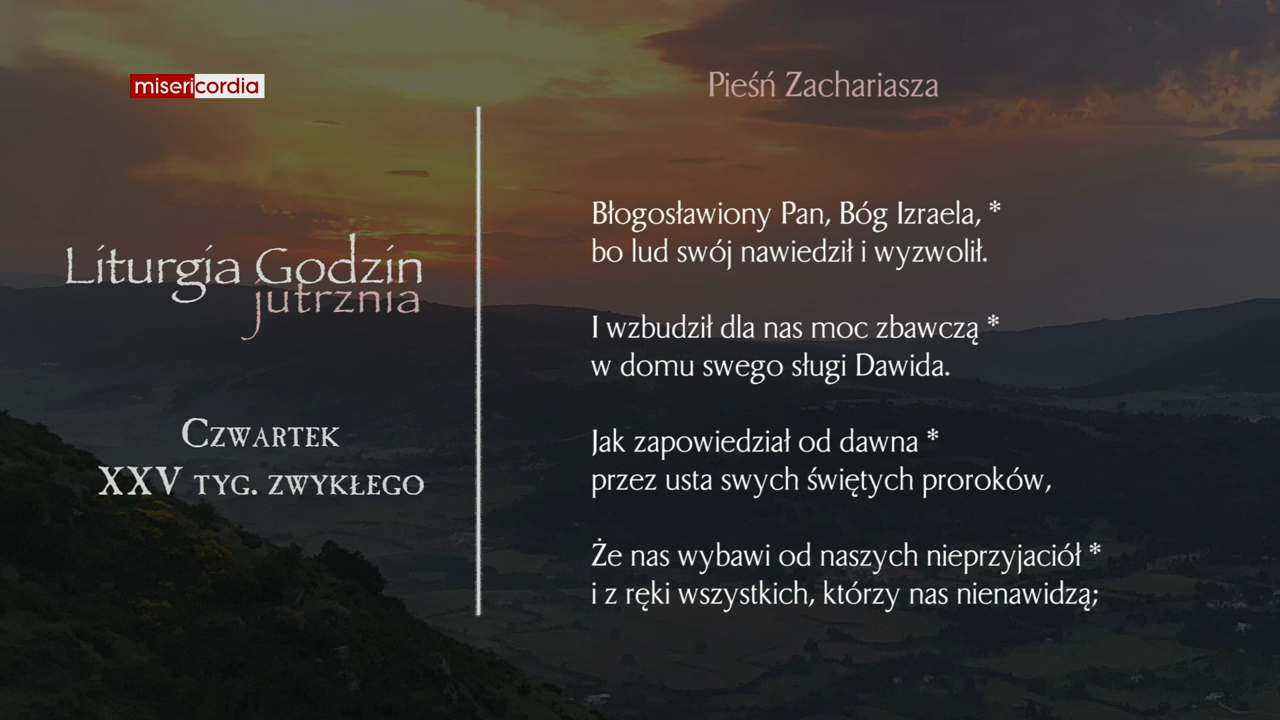 misericordia
Liturgia Godzin
jutrznia
Czwartek
XXV tyg. zwykłego
Pieśń Zachariasza
Błogosławiony Pan, Bóg Izraela, *
bo lud swój nawiedził i wyzwolił.
I wzbudził dla nas moc zbawczą *
w domu swego sługi Dawida.
Jak zapowiedział od dawna *
przez usta swych świętych proroków,
Że nas wybawi od naszych nieprzyjaciół *
i z ręki wszystkich, którzy nas nienawidzą;